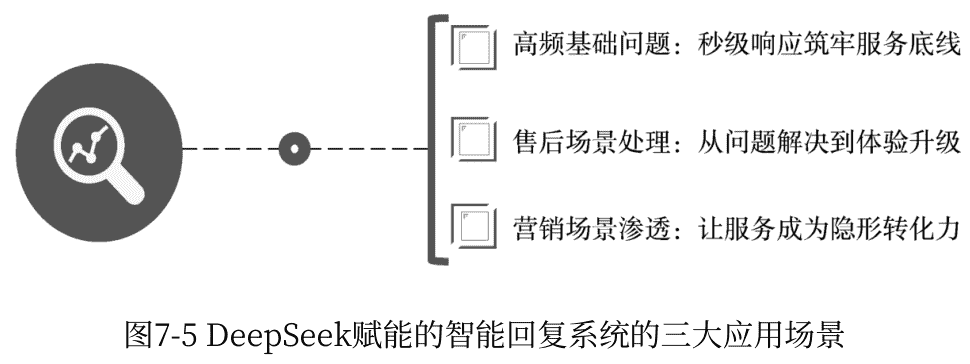 高频基础问题：秒级响应筑牢服务底线
售后场景处理：从问题解决到体验升级
营销场景渗透：让服务成为隐形转化力
图7-5 DeepSeek赋能的智能回复系统的三大应用场景